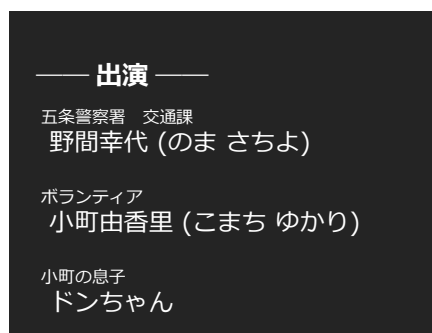 —— 出演 ——
五条警察署　交通課
野間幸代 (のま さちよ)
ボランティア
小町由香里 (こまち ゆかり)
小町の息子
ドンちゃん